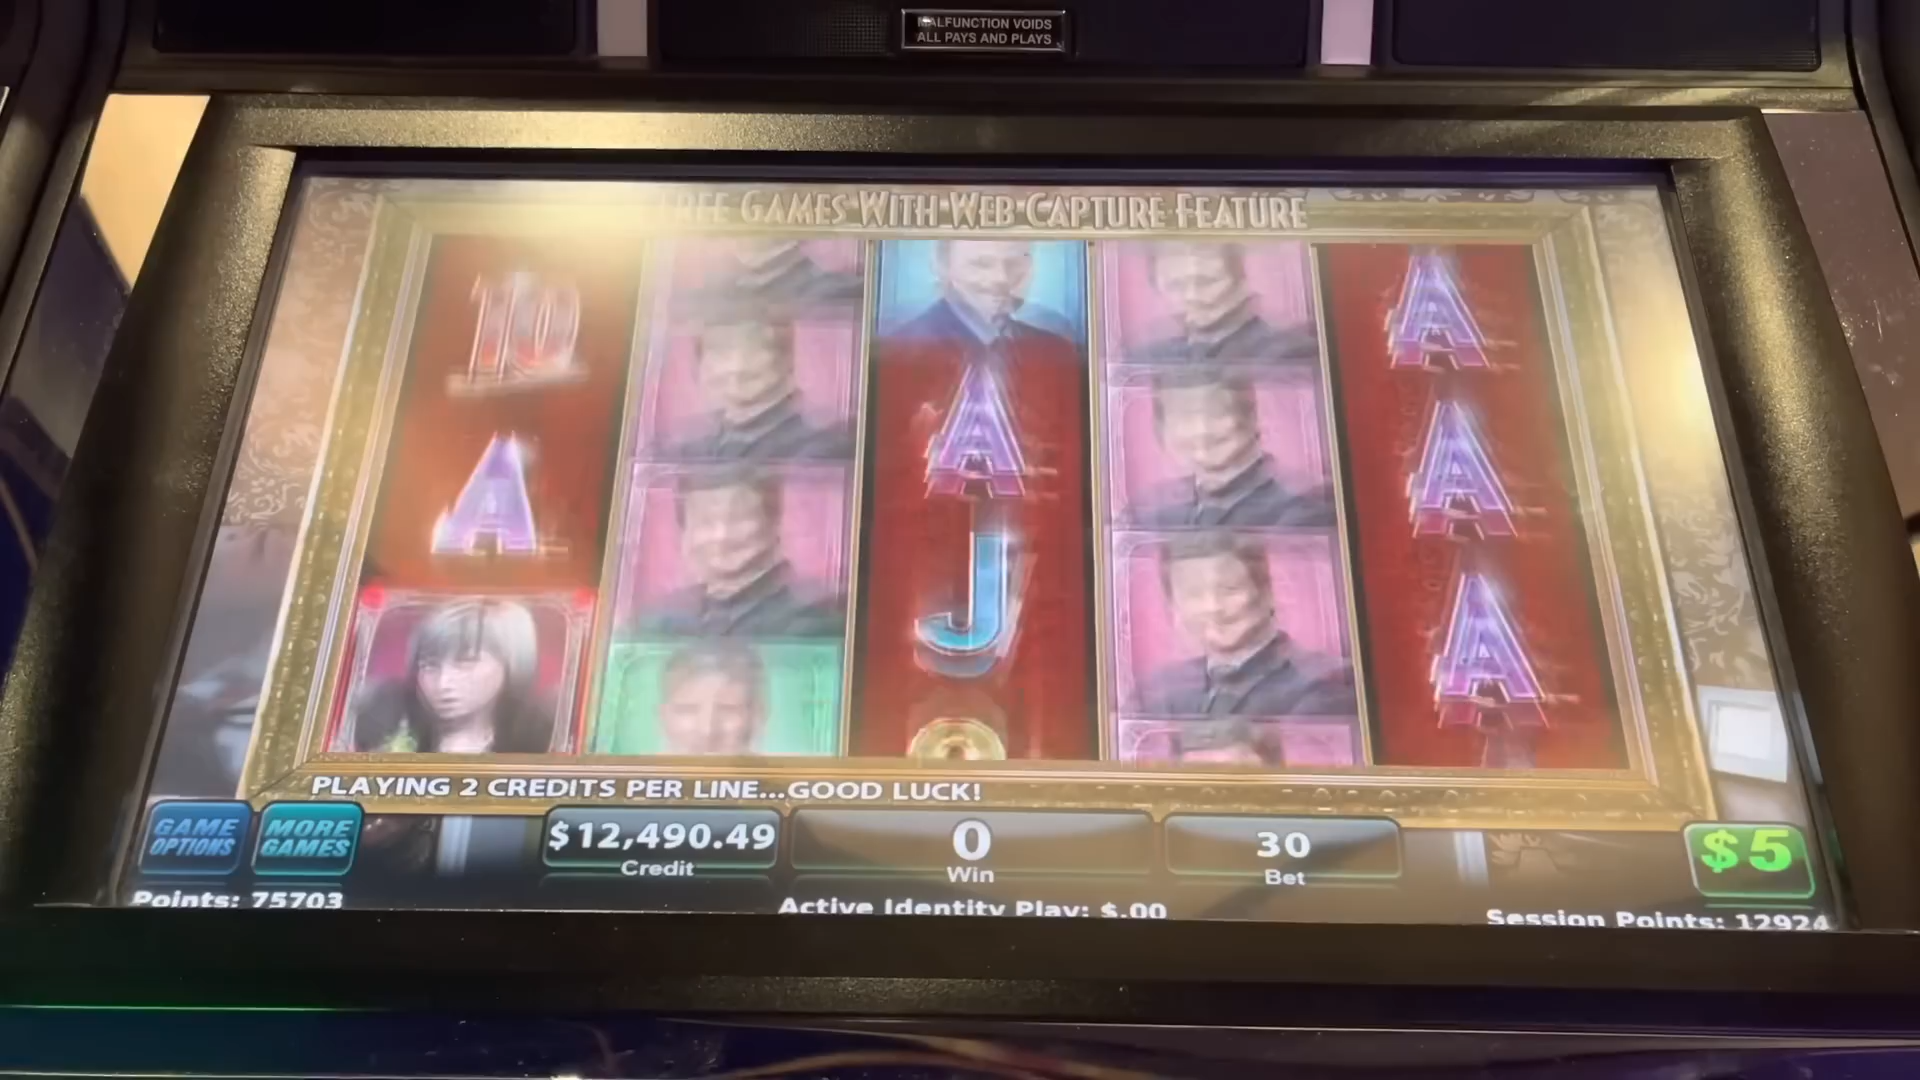 MALFUNCTION VOIDS
ALL PAYS AND PLAYS
FREE GAMES WITH WEB CAPTURE FEATURE
10
A
A
J
A
A
A
PLAYING 2 CREDITS PER LINE...GOOD LUCK!
GAME OPTIONS
MORE GAMES
$12,490.49
Credit
0
Win
30
Bet
$5
Points: 75703
Active Identity Play: $.00
Session Points: 12924